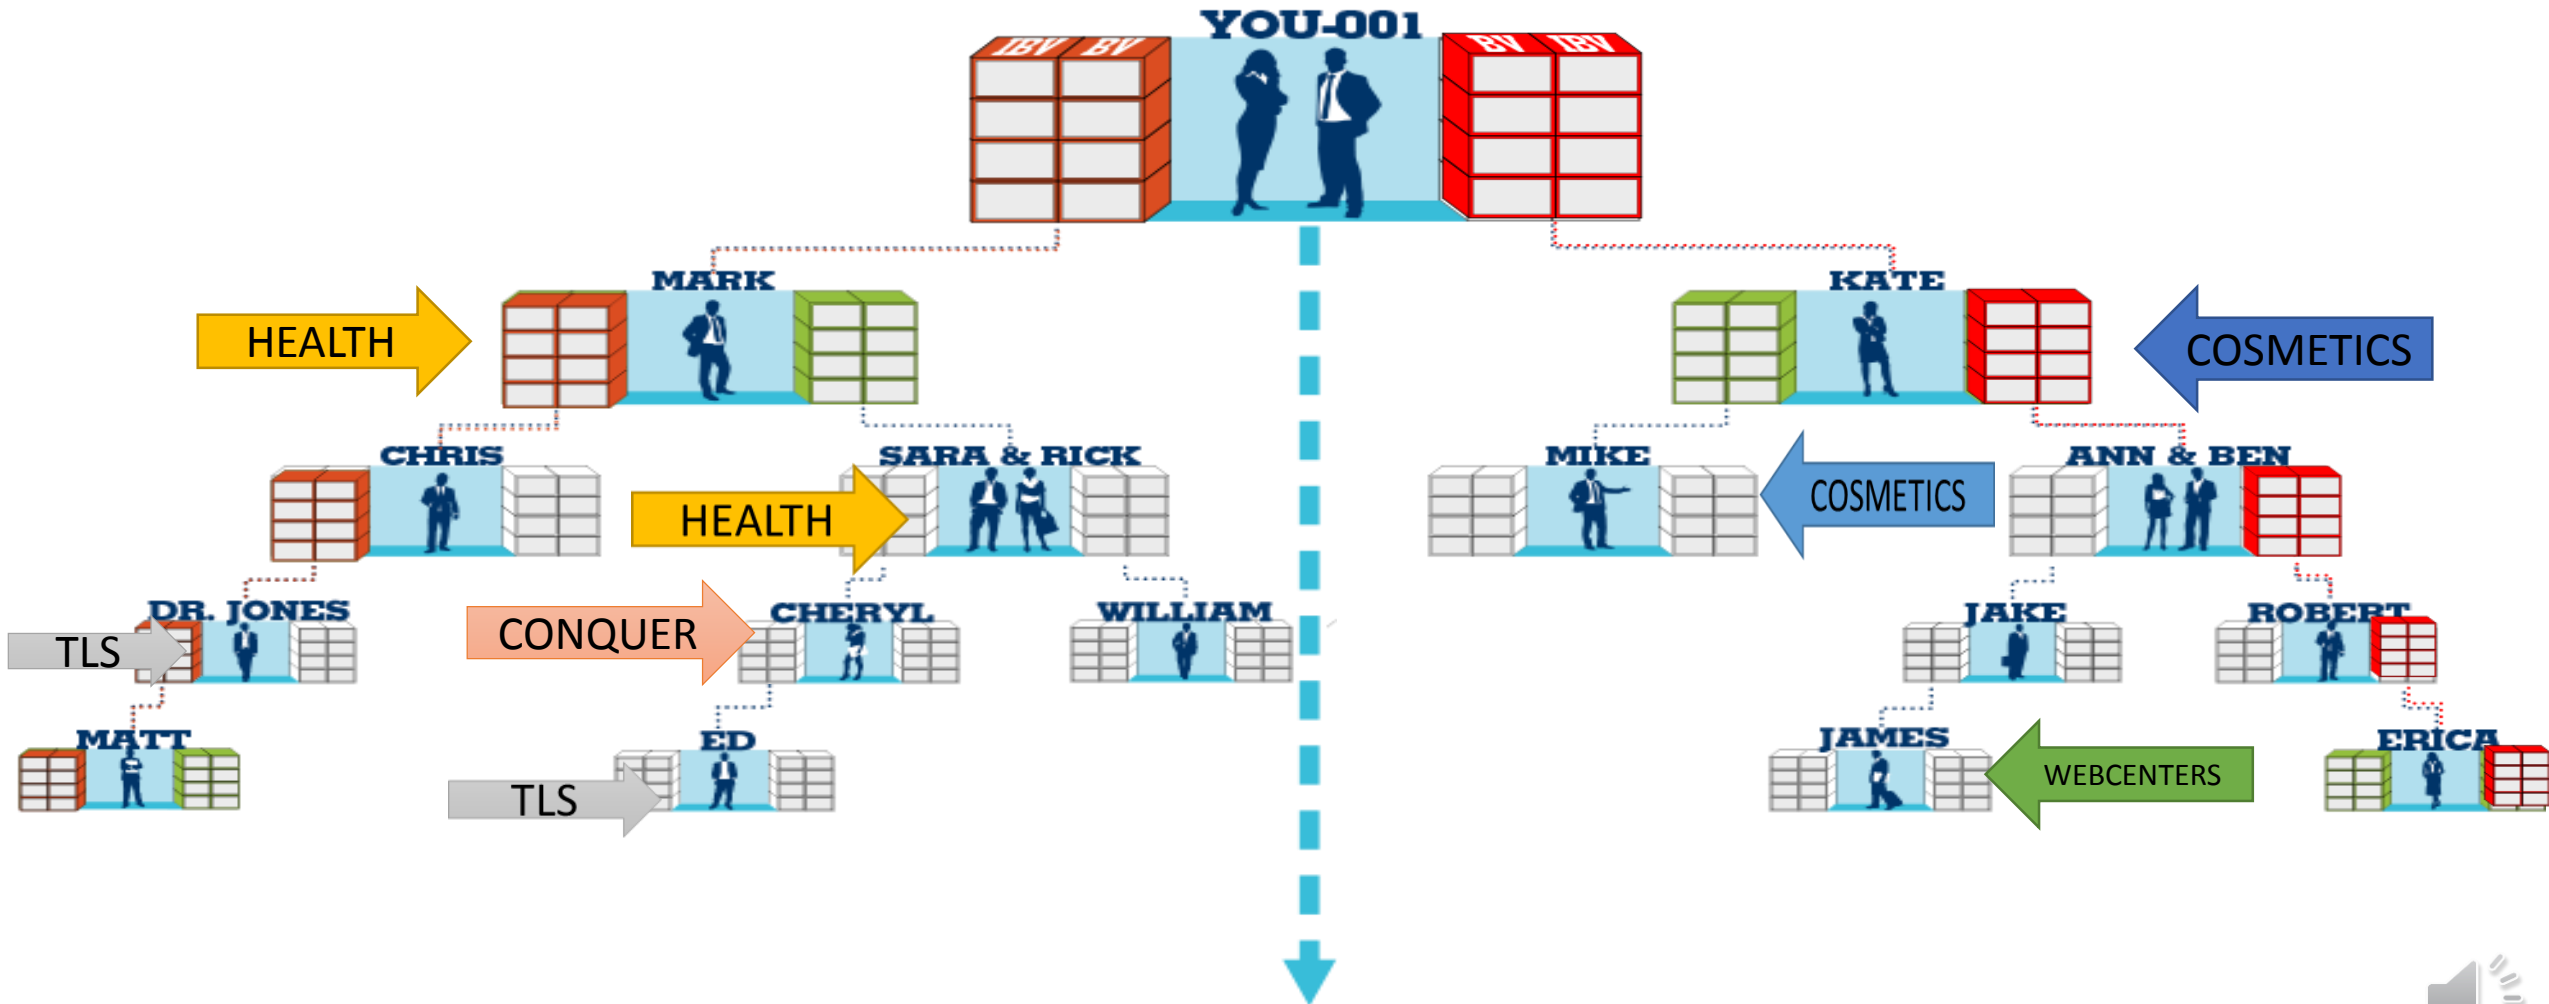 YOU-001
IBV BV
BV IBV
MARK
KATE
HEALTH
COSMETICS
CHRIS
SARA & RICK
MIKE
ANN & BEN
HEALTH
COSMETICS
DR. JONES
CHERYL
WILLIAM
JAKE
ROBERT
TLS
CONQUER
MATT
ED
JAMES
ERICA
TLS
WEBCENTERS